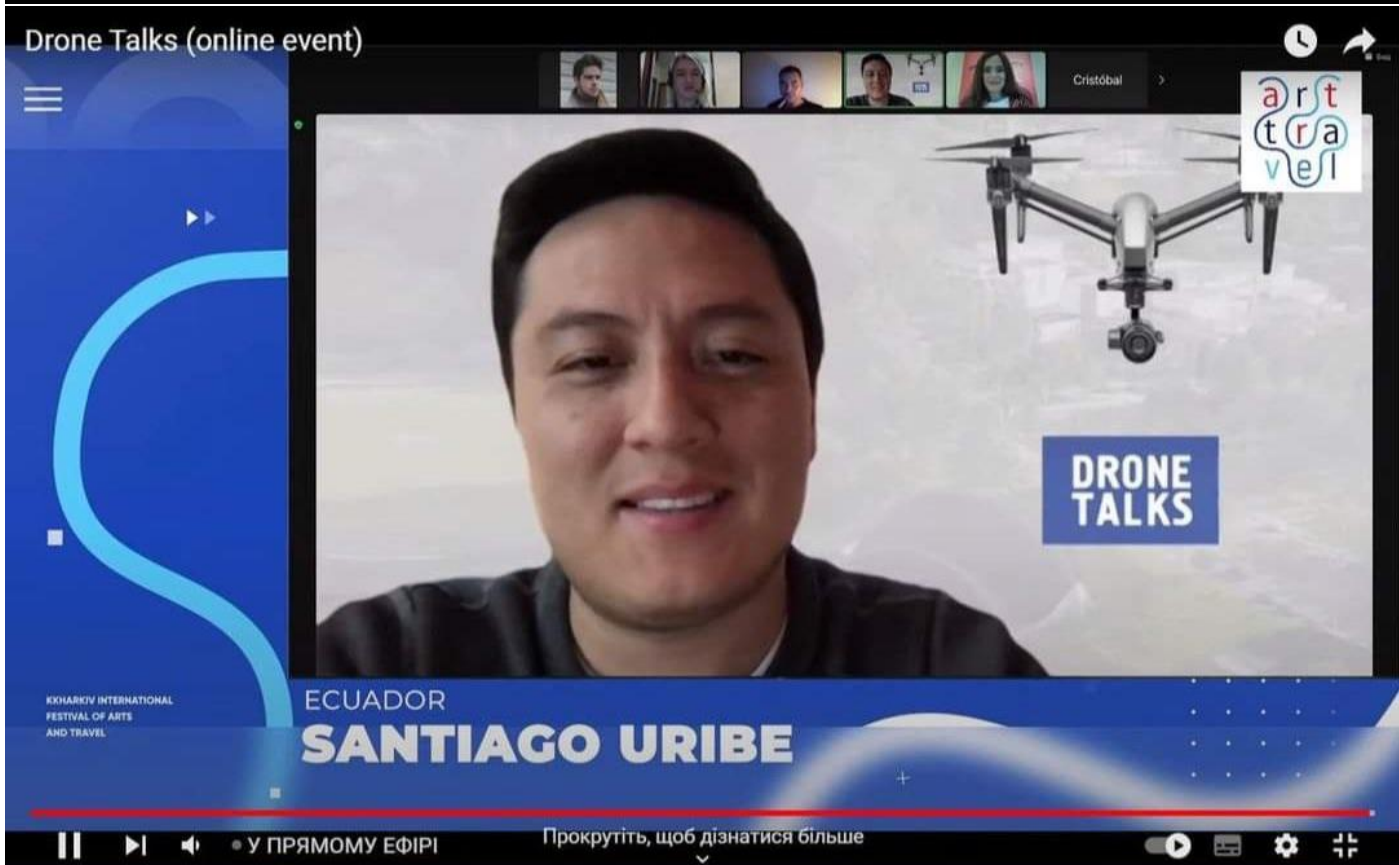 Drone Talks (online event)
Cristóbal
Вид
art
tra
vel
DRONE
TALKS
KKHARKIV INTERNATIONAL
FESTIVAL OF ARTS
AND TRAVEL
ECUADOR
SANTIAGO URIBE
У ПРЯМОМУ ЕФІРІ
Прокрутіть, щоб дізнатися більше